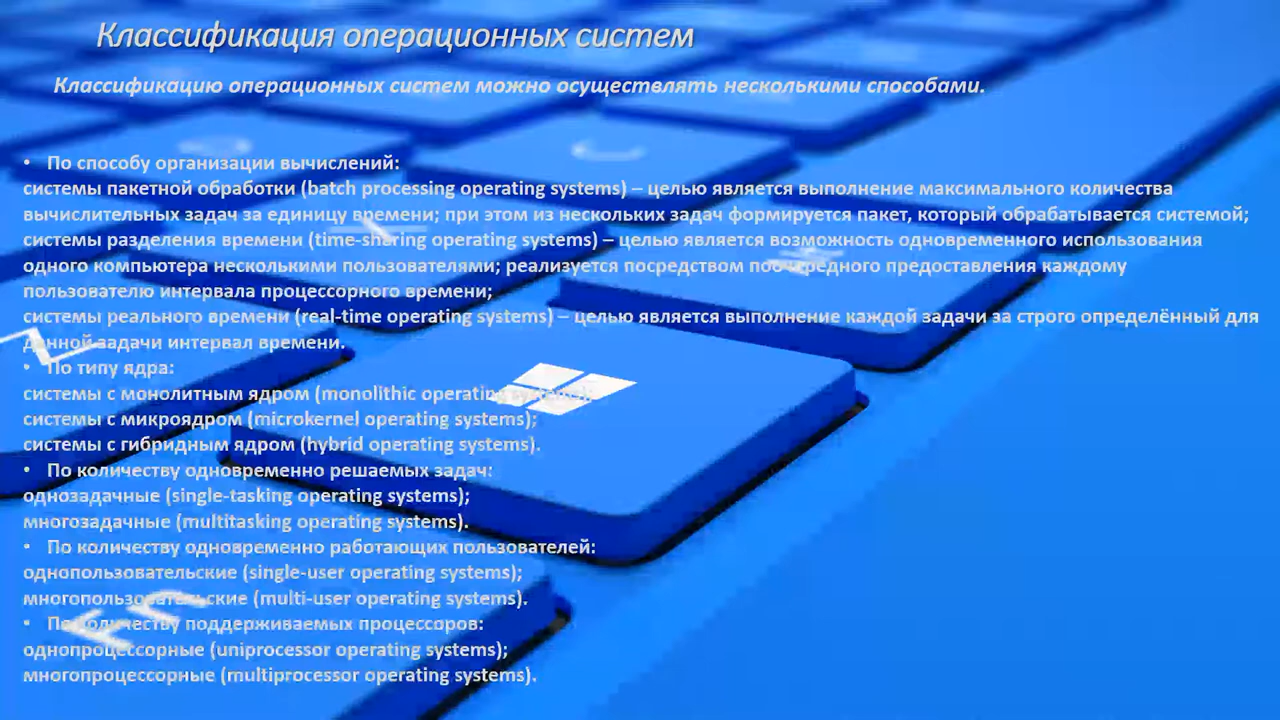 Классификация операционных систем
Классификацию операционных систем можно осуществлять несколькими способами.
• По способу организации вычислений:
системы пакетной обработки (batch processing operating systems) – целью является выполнение максимального количества
вычислительных задач за единицу времени; при этом из нескольких задач формируется пакет, который обрабатывается системой;
системы разделения времени (time-sharing operating systems) – целью является возможность одновременного использования
одного компьютера несколькими пользователями; реализуется посредством поочередного предоставления каждому
пользователю интервала процессорного времени;
системы реального времени (real-time operating systems) – целью является выполнение каждой задачи за строго определённый для
данной задачи интервал времени.
• По типу ядра:
системы с монолитным ядром (monolithic operating systems);
системы с микроядром (microkernel operating systems);
системы с гибридным ядром (hybrid operating systems).
• По количеству одновременно решаемых задач:
однозадачные (single-tasking operating systems);
многозадачные (multitasking operating systems).
• По количеству одновременно работающих пользователей:
однопользовательские (single-user operating systems);
многопользовательские (multi-user operating systems).
• По количеству поддерживаемых процессоров:
однопроцессорные (uniprocessor operating systems);
многопроцессорные (multiprocessor operating systems).
Fn